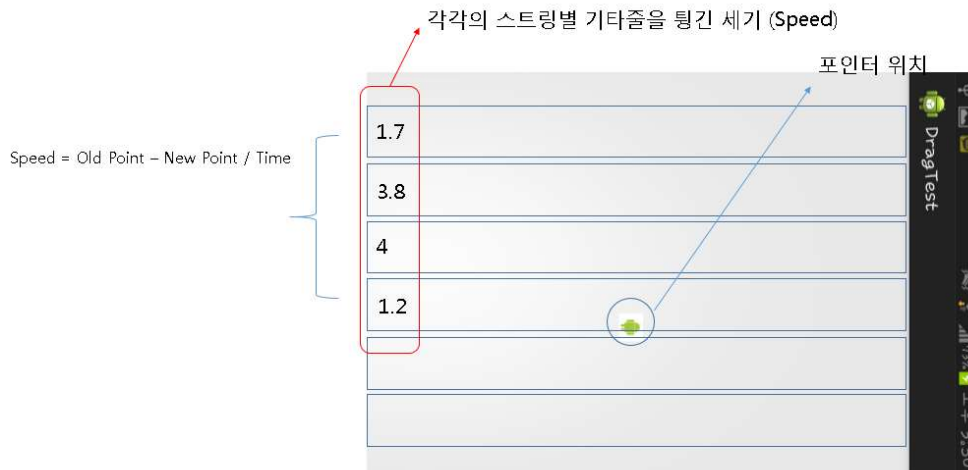 각각의 스트링별 기타줄을 튕긴 세기 (Speed)
포인터 위치
1.7
Speed = Old Point – New Point / Time
3.8
4
1.2
DragTest